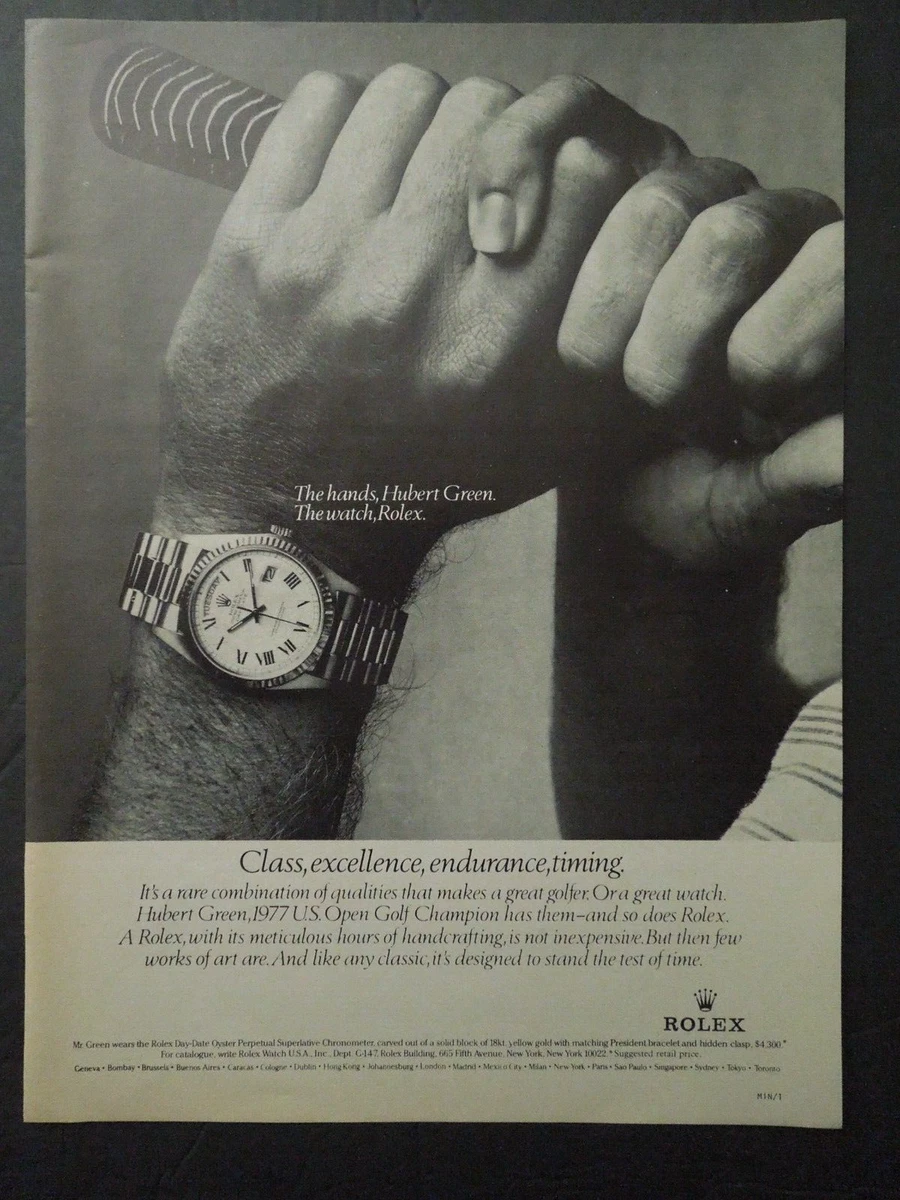 The hands, Hubert Green.
The watch, Rolex.
Class, excellence, endurance, timing.
It's a rare combination of qualities that makes a great golfer. Or a great watch.
Hubert Green, 1977 U.S. Open Golf Champion has them–and so does Rolex.
A Rolex, with its meticulous hours of handcrafting, is not inexpensive. But then few
works of art are. And like any classic, it's designed to stand the test of time.
ROLEX
Mr. Green wears the Rolex Day-Date Oyster Perpetual Superlative Chronometer, carved out of a solid block of 18kt. yellow gold with matching President bracelet and hidden clasp, $4,300.*
For catalogue, write Rolex Watch U.S.A., Inc., Dept. G-147, Rolex Building, 665 Fifth Avenue, New York, New York 10022. * Suggested retail price.
Geneva • Bombay • Brussels • Buenos Aires • Caracas • Cologne • Dublin • Hong Kong • Johannesburg • London • Madrid • Mexico City • Milan • New York • Paris • Sao Paulo • Singapore • Sydney • Tokyo • Toronto
MIN/1